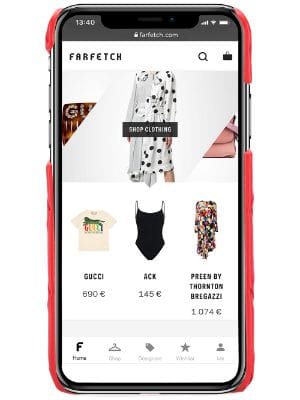 13:40
farfetch.com
FARFETCH
SHOP CLOTHING
GUCCI
GUCCI
ACK
PREEN BY
THORNTON
BREGAZZI
690 €
145 €
1.074 €
F
Home
Shop
Designers
Wishlist
Me